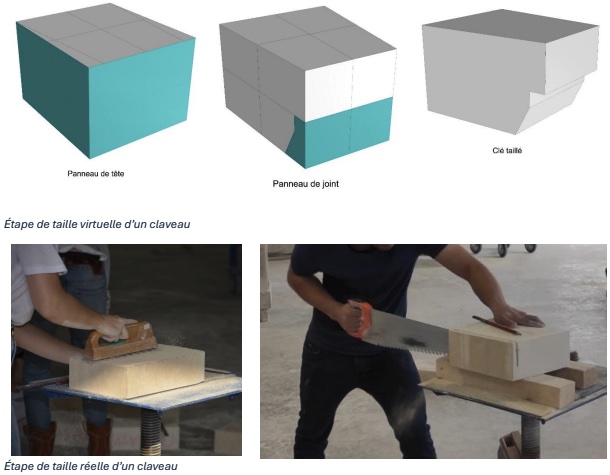 Panneau de tête
Panneau de joint
Clé taillé
Étape de taille virtuelle d'un claveau
Étape de taille réelle d'un claveau